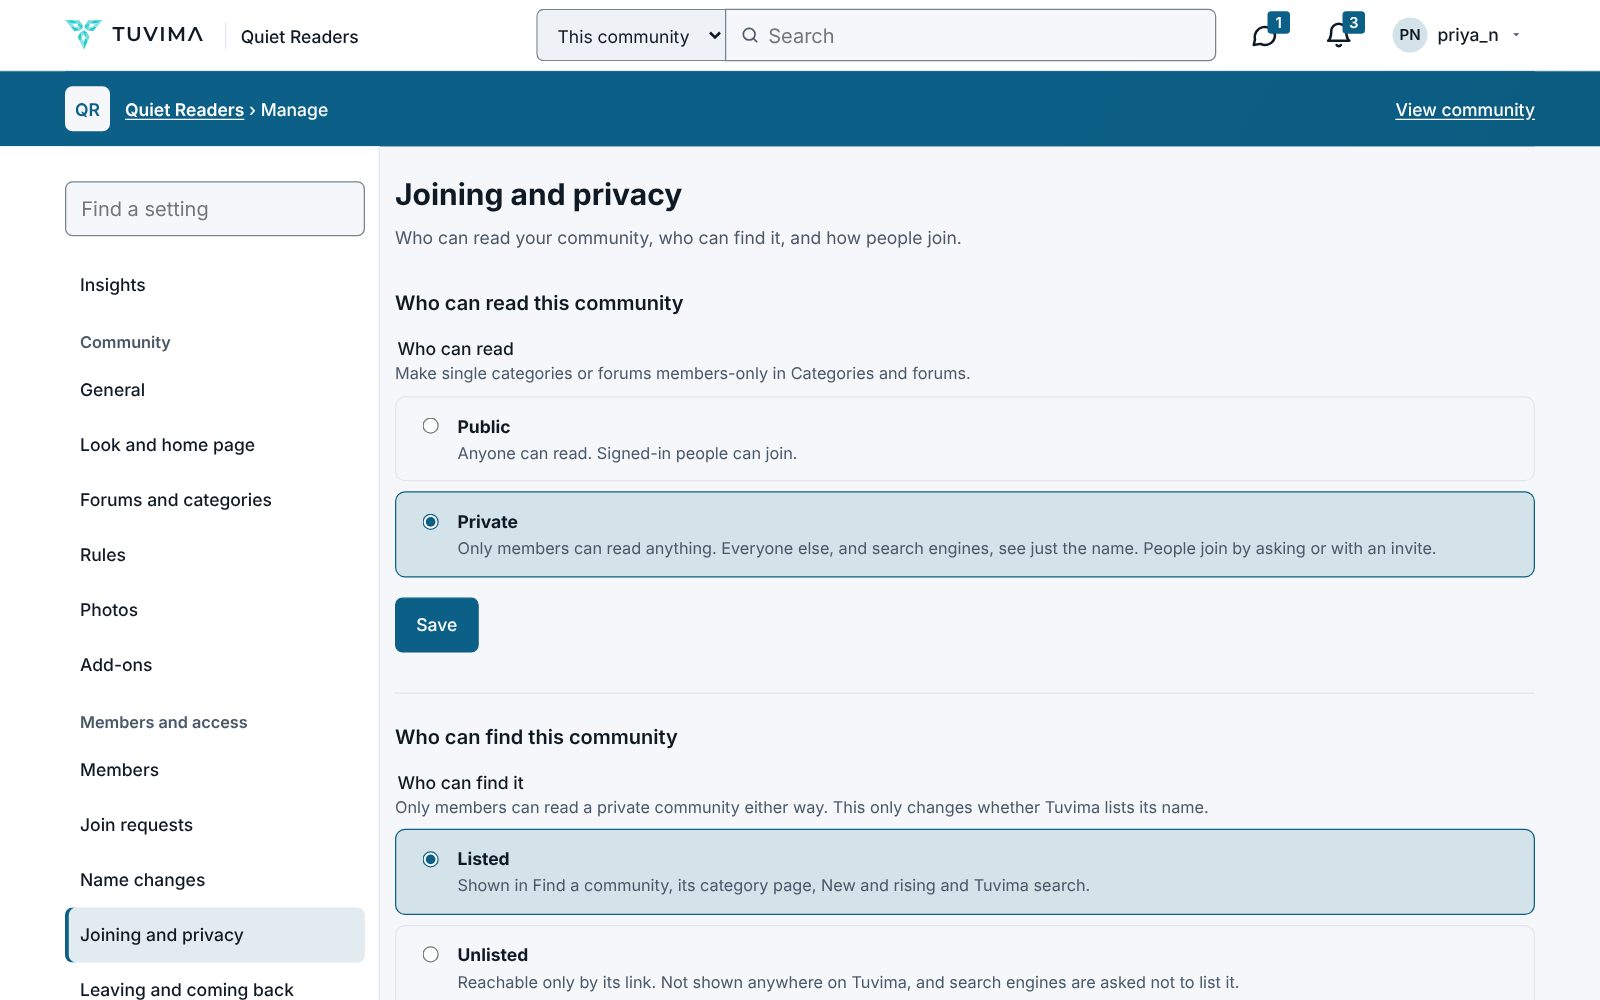 TUVIMA
Quiet Readers
This community
Search
1
3
PN
priya_n
QR
Quiet Readers › Manage
View community
Find a setting
Insights
Community
General
Look and home page
Forums and categories
Rules
Photos
Add-ons
Members and access
Members
Join requests
Name changes
Joining and privacy
Leaving and coming back
Joining and privacy
Who can read your community, who can find it, and how people join.
Who can read this community
Who can read
Make single categories or forums members-only in Categories and forums.
Public
Anyone can read. Signed-in people can join.
Private
Only members can read anything. Everyone else, and search engines, see just the name. People join by asking or with an invite.
Save
Who can find this community
Who can find it
Only members can read a private community either way. This only changes whether Tuvima lists its name.
Listed
Shown in Find a community, its category page, New and rising and Tuvima search.
Unlisted
Reachable only by its link. Not shown anywhere on Tuvima, and search engines are asked not to list it.